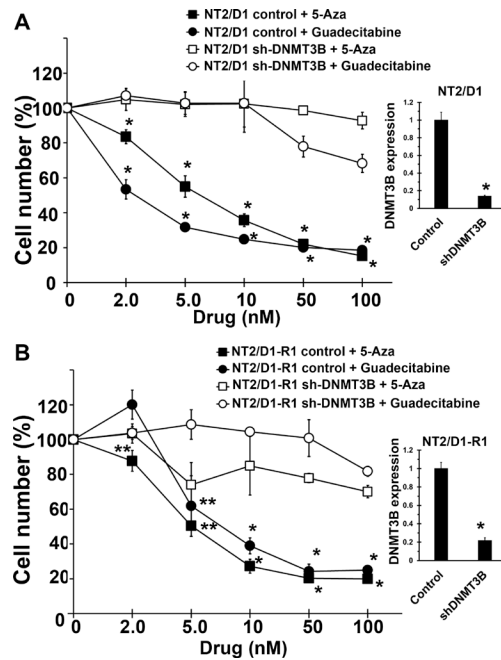 A
NT2/D1 control + 5-Aza
NT2/D1 control + Guadecitabine
NT2/D1 sh-DNMT3B + 5-Aza
NT2/D1 sh-DNMT3B + Guadecitabine
120
100
80
60
40
20
0
Cell number (%)
* * * * * * * * * *
0 2.0 5.0 10 50 100
Drug (nM)
NT2/D1
DNMT3B expression
1.2
1
0.8
0.6
0.4
0.2
0
*
Control
shDNMT3B
B
NT2/D1-R1 control + 5-Aza
NT2/D1-R1 control + Guadecitabine
NT2/D1-R1 sh-DNMT3B + 5-Aza
NT2/D1-R1 sh-DNMT3B + Guadecitabine
120
100
80
60
40
20
0
Cell number (%)
** ** ** * * * * * *
0 2.0 5.0 10 50 100
Drug (nM)
NT2/D1-R1
DNMT3B expression
1.2
1
0.8
0.6
0.4
0.2
0
*
Control
shDNMT3B